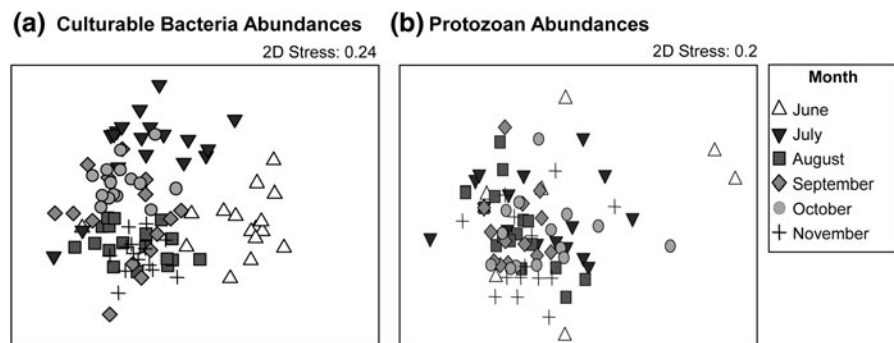 (a) Culturable Bacteria Abundances
2D Stress: 0.24
(b) Protozoan Abundances
2D Stress: 0.2
Month
June
July
August
September
October
November